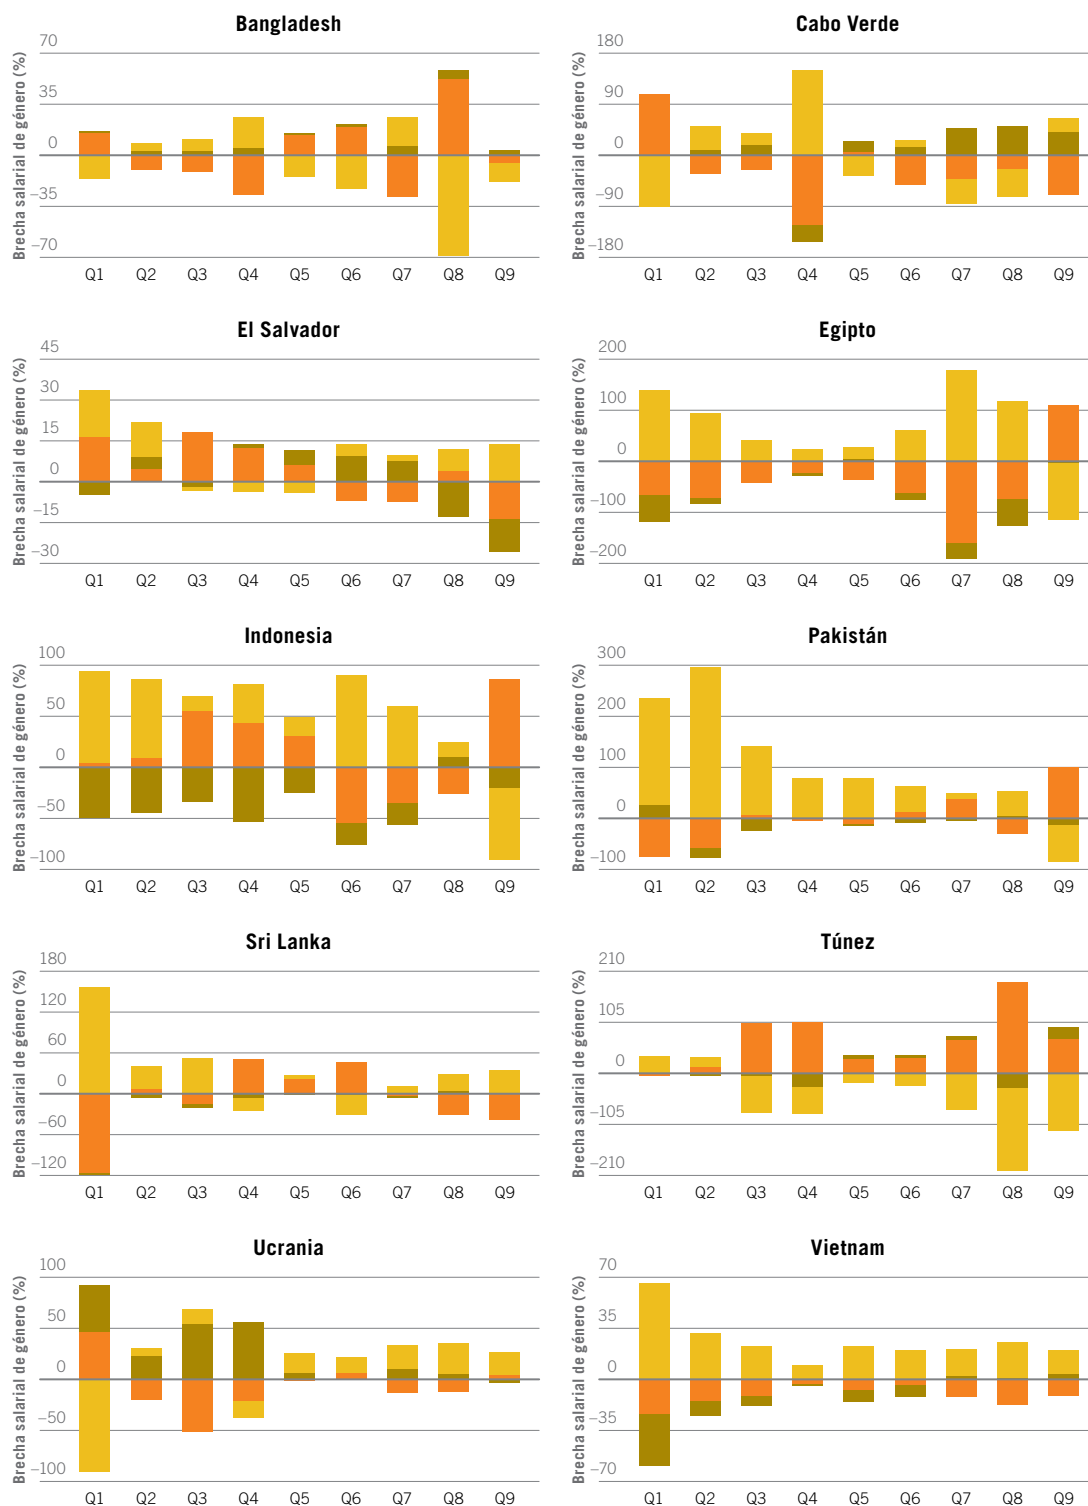 Bangladesh
Brecha salarial de género (%)
70
35
0
–35
–70
Q1 Q2 Q3 Q4 Q5 Q6 Q7 Q8 Q9
Cabo Verde
Brecha salarial de género (%)
180
90
0
–90
–180
Q1 Q2 Q3 Q4 Q5 Q6 Q7 Q8 Q9
El Salvador
Brecha salarial de género (%)
45
30
15
0
–15
–30
Q1 Q2 Q3 Q4 Q5 Q6 Q7 Q8 Q9
Egipto
Brecha salarial de género (%)
200
100
0
–100
–200
Q1 Q2 Q3 Q4 Q5 Q6 Q7 Q8 Q9
Indonesia
Brecha salarial de género (%)
100
50
0
–50
–100
Q1 Q2 Q3 Q4 Q5 Q6 Q7 Q8 Q9
Pakistán
Brecha salarial de género (%)
300
200
100
0
–100
Q1 Q2 Q3 Q4 Q5 Q6 Q7 Q8 Q9
Sri Lanka
Brecha salarial de género (%)
180
120
60
0
–60
–120
Q1 Q2 Q3 Q4 Q5 Q6 Q7 Q8 Q9
Túnez
Brecha salarial de género (%)
210
105
0
–105
–210
Q1 Q2 Q3 Q4 Q5 Q6 Q7 Q8 Q9
Ucrania
Brecha salarial de género (%)
100
50
0
–50
–100
Q1 Q2 Q3 Q4 Q5 Q6 Q7 Q8 Q9
Vietnam
Brecha salarial de género (%)
70
35
0
–35
–70
Q1 Q2 Q3 Q4 Q5 Q6 Q7 Q8 Q9